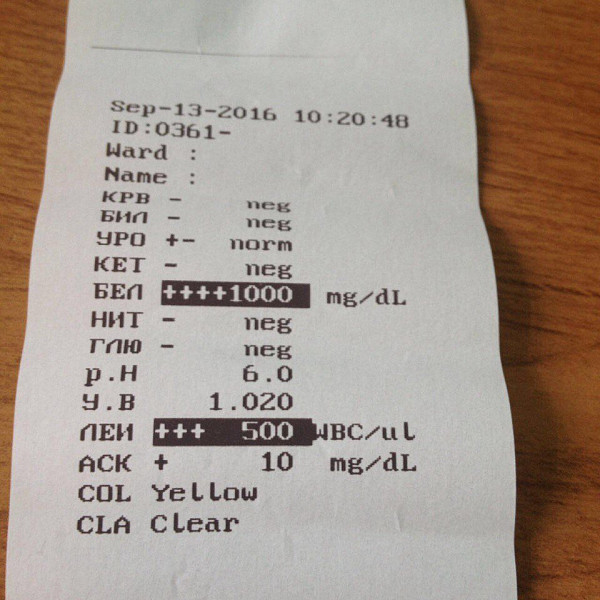 Sep-13-2016 10:20:48
ID:0361-
Ward :
Name :
КРВ - neg
БИЛ - neg
УРО +- norm
КЕТ - neg
БЕЛ ++++1000 mg/dL
НИТ - neg
ГЛЮ - neg
p.H 6.0
У.В 1.020
ЛЕЙ +++ 500 WBC/ul
АСК + 10 mg/dL
COL Yellow
CLA Clear